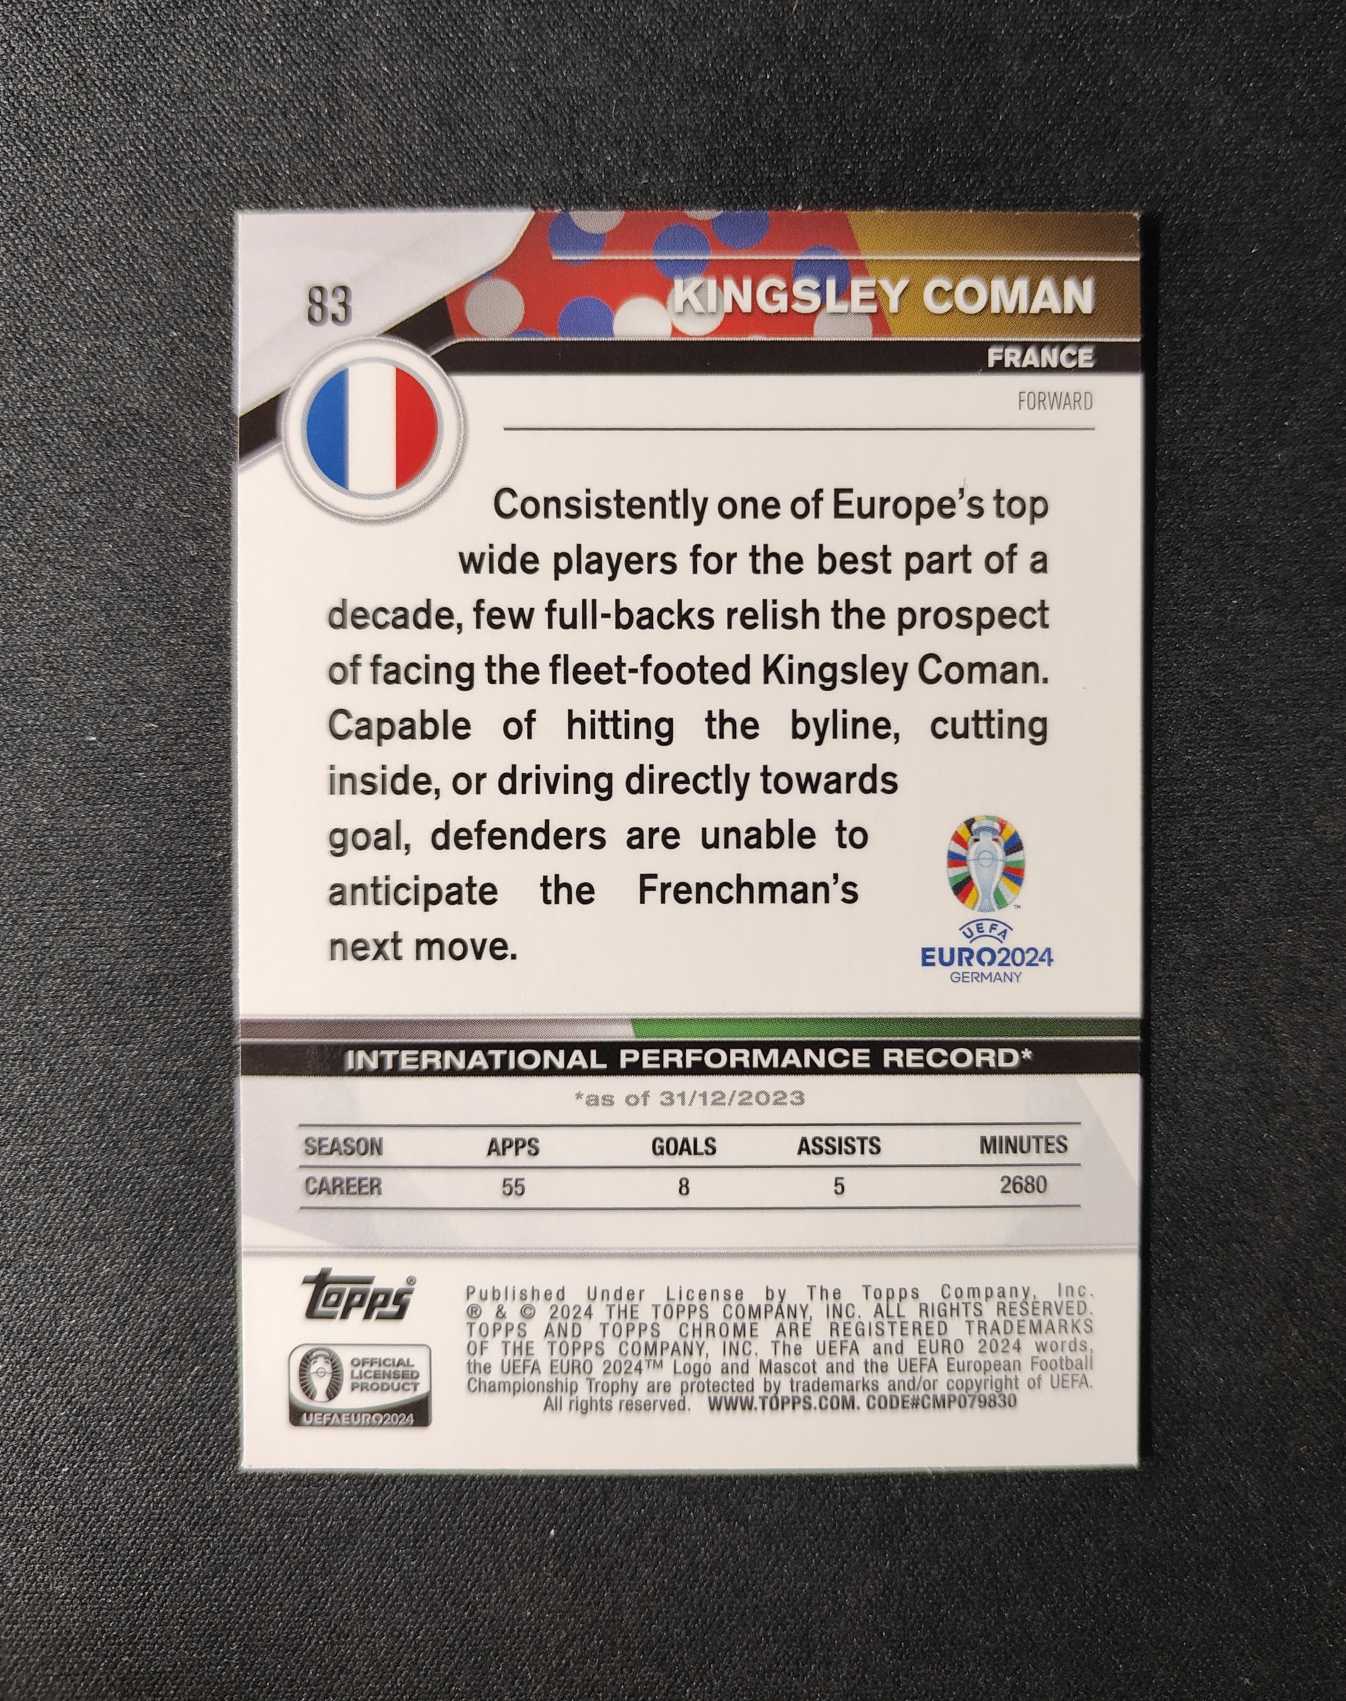 83
KINGSLEY COMAN
FRANCE
FORWARD
Consistently one of Europe's top
wide players for the best part of a
decade, few full-backs relish the prospect
of facing the fleet-footed Kingsley Coman.
Capable of hitting the byline, cutting
inside, or driving directly towards
goal, defenders are unable to
anticipate the Frenchman's
next move.
™
UEFA
EURO2024
GERMANY
INTERNATIONAL PERFORMANCE RECORD*
*as of 31/12/2023
SEASON APPS GOALS ASSISTS MINUTES
CAREER 55 8 5 2680
topps®
OFFICIAL
LICENSED
PRODUCT
UEFAEURO2024
Published Under License by The Topps Company, Inc.
® & © 2024 THE TOPPS COMPANY, INC. ALL RIGHTS RESERVED.
TOPPS AND TOPPS CHROME ARE REGISTERED TRADEMARKS
OF THE TOPPS COMPANY, INC. The UEFA and EURO 2024 words,
the UEFA EURO 2024™ Logo and Mascot and the UEFA European Football
Championship Trophy are protected by trademarks and/or copyright of UEFA.
All rights reserved. WWW.TOPPS.COM. CODE#CMP079830